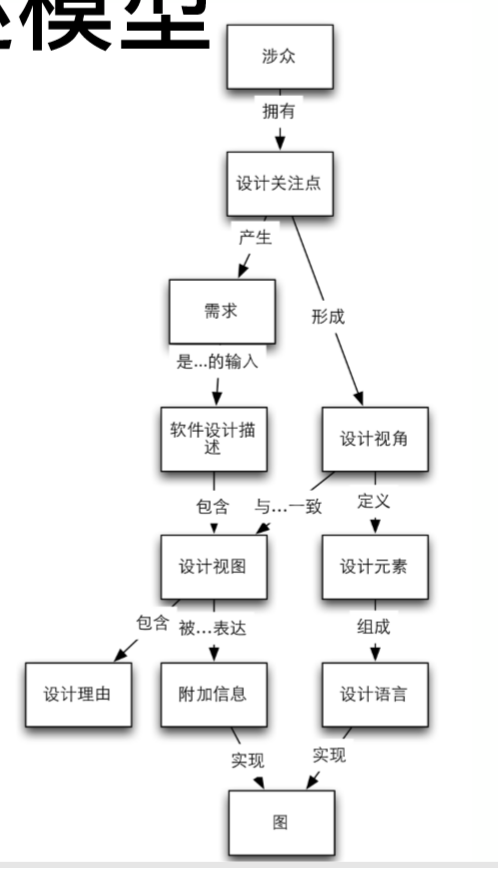 模型
涉众
拥有
设计关注点
产生
需求
形成
是...的输入
软件设计描
述
设计视角
包含
与...一致
定义
设计视图
设计元素
包含
被...表达
组成
设计理由
附加信息
设计语言
实现
实现
图